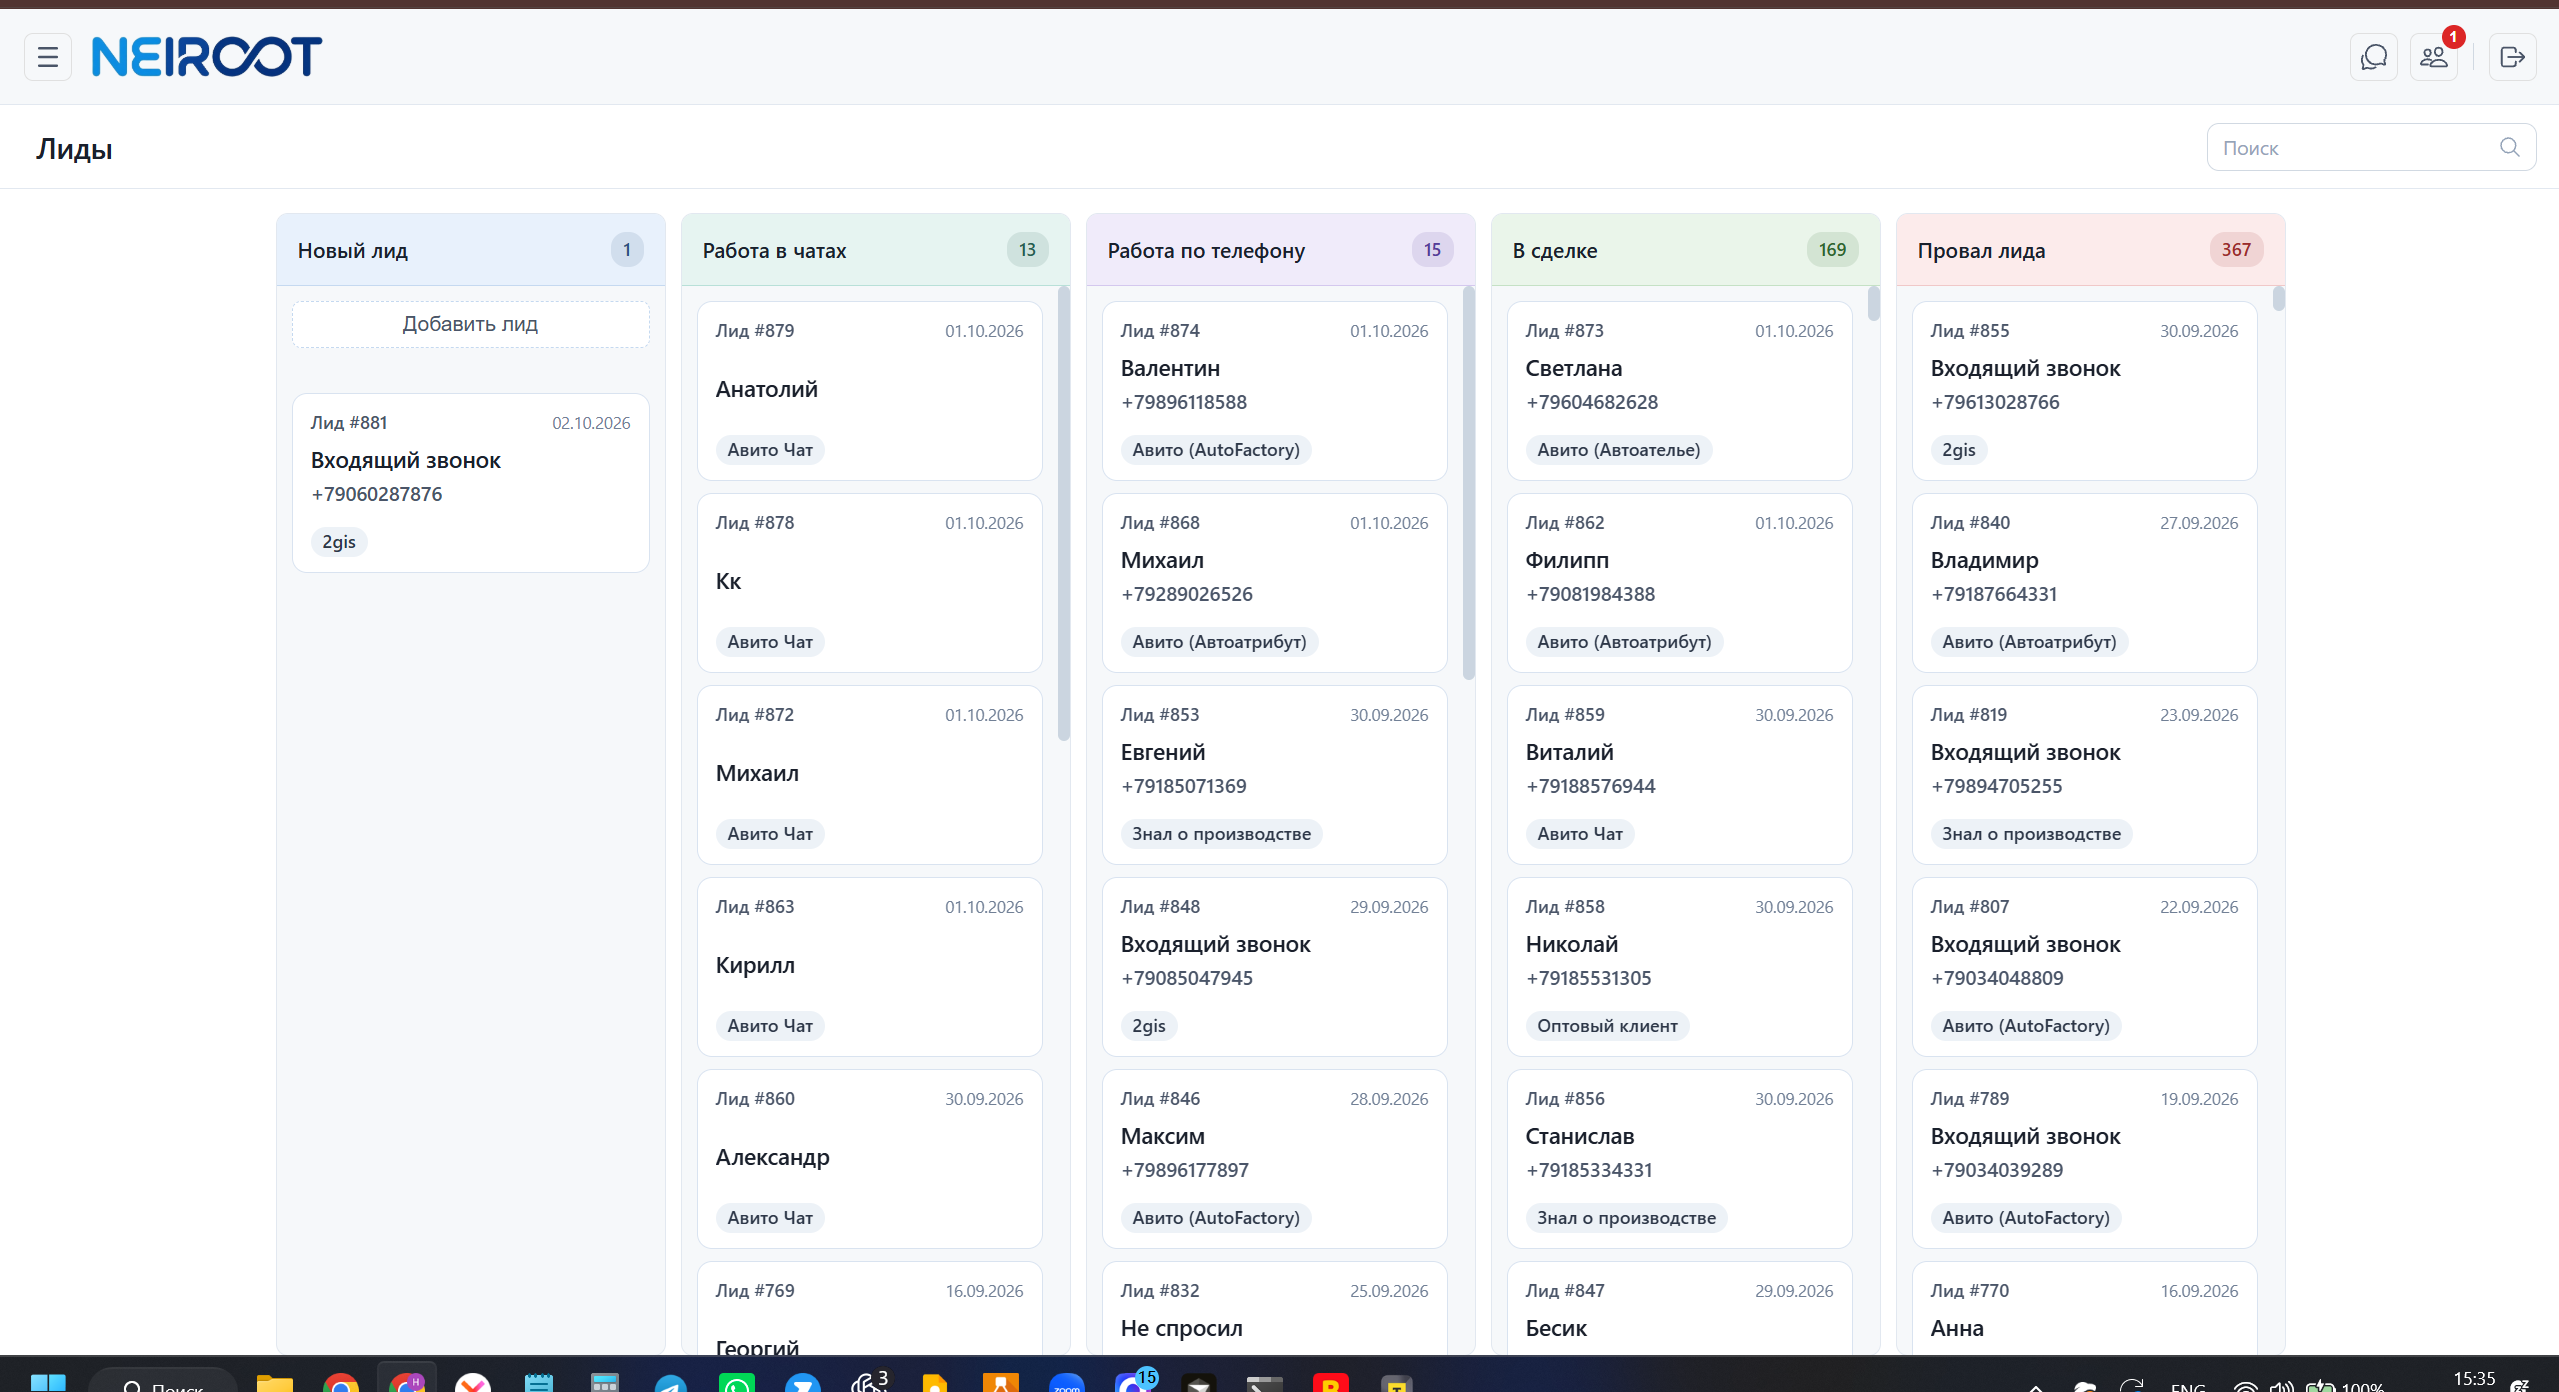 NEIROOT
1
Лиды
Поиск
Новый лид 1
Добавить лид
Лид #881 02.10.2026
Входящий звонок
+79060287876
2gis
Работа в чатах 13
Лид #879 01.10.2026
Анатолий
Авито Чат
Лид #878 01.10.2026
Кк
Авито Чат
Лид #872 01.10.2026
Михаил
Авито Чат
Лид #863 01.10.2026
Кирилл
Авито Чат
Лид #860 30.09.2026
Александр
Авито Чат
Лид #769 16.09.2026
Георгий
Работа по телефону 15
Лид #874 01.10.2026
Валентин
+79896118588
Авито (AutoFactory)
Лид #868 01.10.2026
Михаил
+79289026526
Авито (Автоатрибут)
Лид #853 30.09.2026
Евгений
+79185071369
Знал о производстве
Лид #848 29.09.2026
Входящий звонок
+79085047945
2gis
Лид #846 28.09.2026
Максим
+79896177897
Авито (AutoFactory)
Лид #832 25.09.2026
Не спросил
В сделке 169
Лид #873 01.10.2026
Светлана
+79604682628
Авито (Автоателье)
Лид #862 01.10.2026
Филипп
+79081984388
Авито (Автоатрибут)
Лид #859 30.09.2026
Виталий
+79188576944
Авито Чат
Лид #858 30.09.2026
Николай
+79185531305
Оптовый клиент
Лид #856 30.09.2026
Станислав
+79185334331
Знал о производстве
Лид #847 29.09.2026
Бесик
Провал лида 367
Лид #855 30.09.2026
Входящий звонок
+79613028766
2gis
Лид #840 27.09.2026
Владимир
+79187664331
Авито (Автоатрибут)
Лид #819 23.09.2026
Входящий звонок
+79894705255
Знал о производстве
Лид #807 22.09.2026
Входящий звонок
+79034048809
Авито (AutoFactory)
Лид #789 19.09.2026
Входящий звонок
+79034039289
Авито (AutoFactory)
Лид #770 16.09.2026
Анна
Поиск
H
3
zoom
15
ENG
100%
15:35